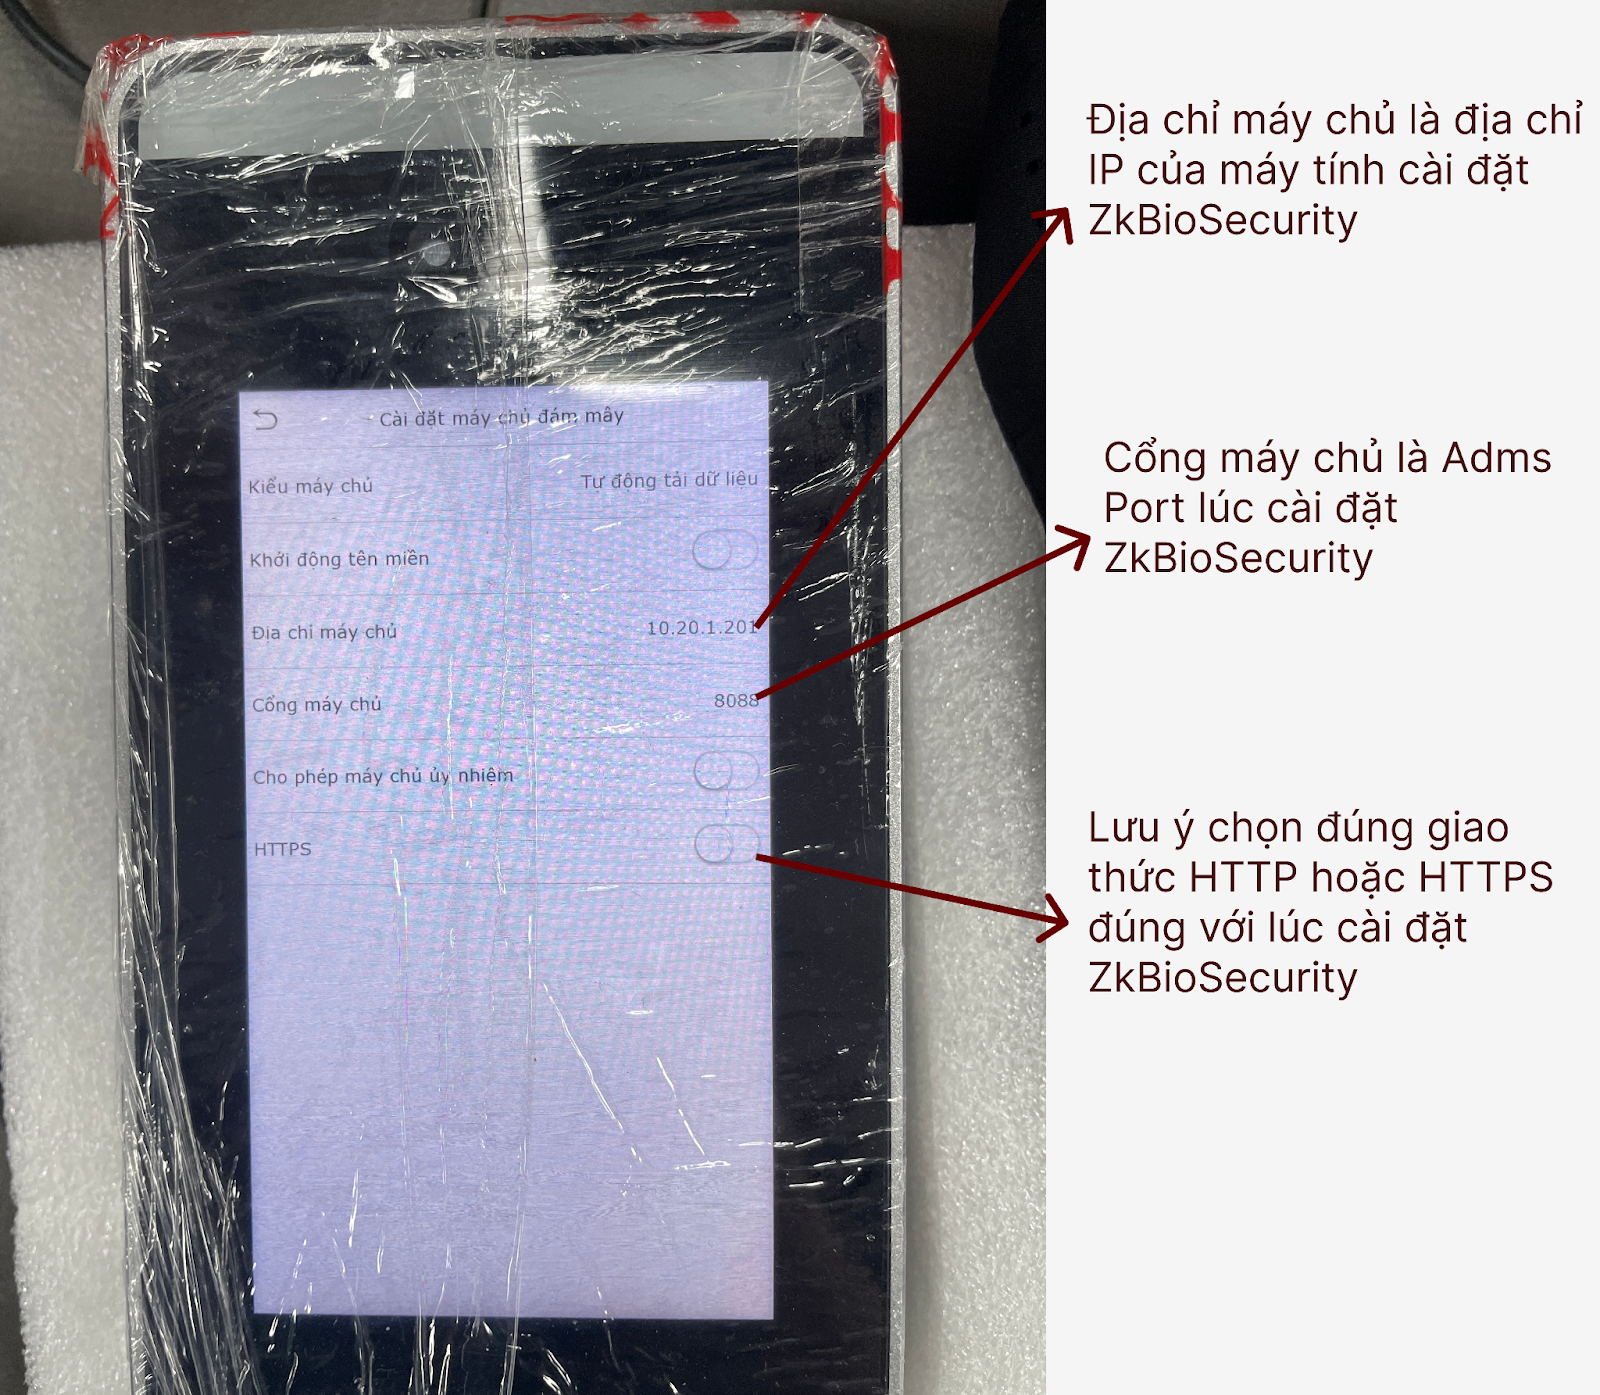 Cài đặt máy chủ đám mây
Kiểu máy chủ Tự đông tải dữ liệu
Khởi động tên miền
Địa chỉ máy chủ 10.20.1.201
Cổng máy chủ 8088
Cho phép máy chủ ủy nhiệm
HTTPS
Địa chỉ máy chủ là địa chỉ
IP của máy tính cài đặt
ZkBioSecurity
Cổng máy chủ là Adms
Port lúc cài đặt
ZkBioSecurity
Lưu ý chọn đúng giao
thức HTTP hoặc HTTPS
đúng với lúc cài đặt
ZkBioSecurity